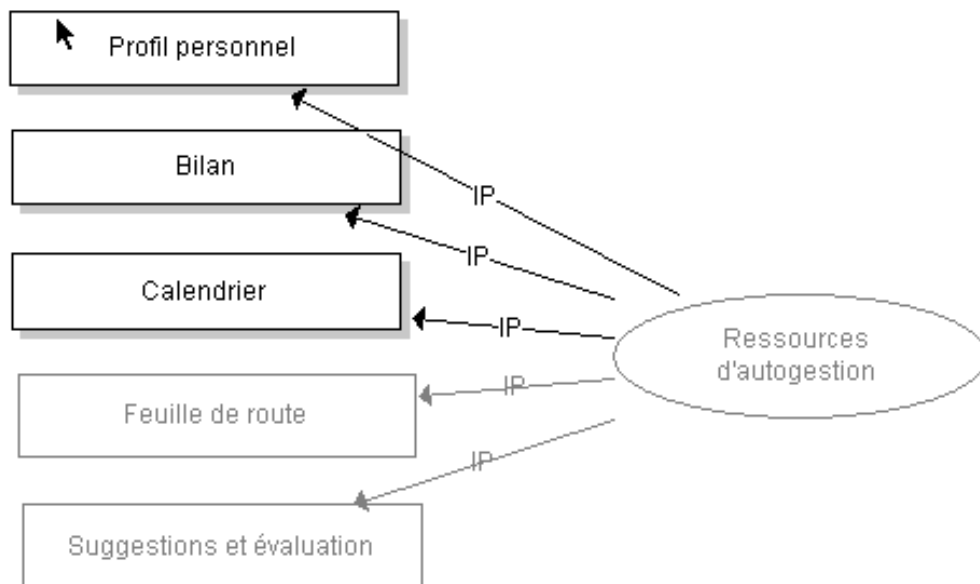 Profil personnel
Bilan
IP
IP
Calendrier
IP
Ressources
d'autogestion
IP
Feuille de route
IP
Suggestions et évaluation